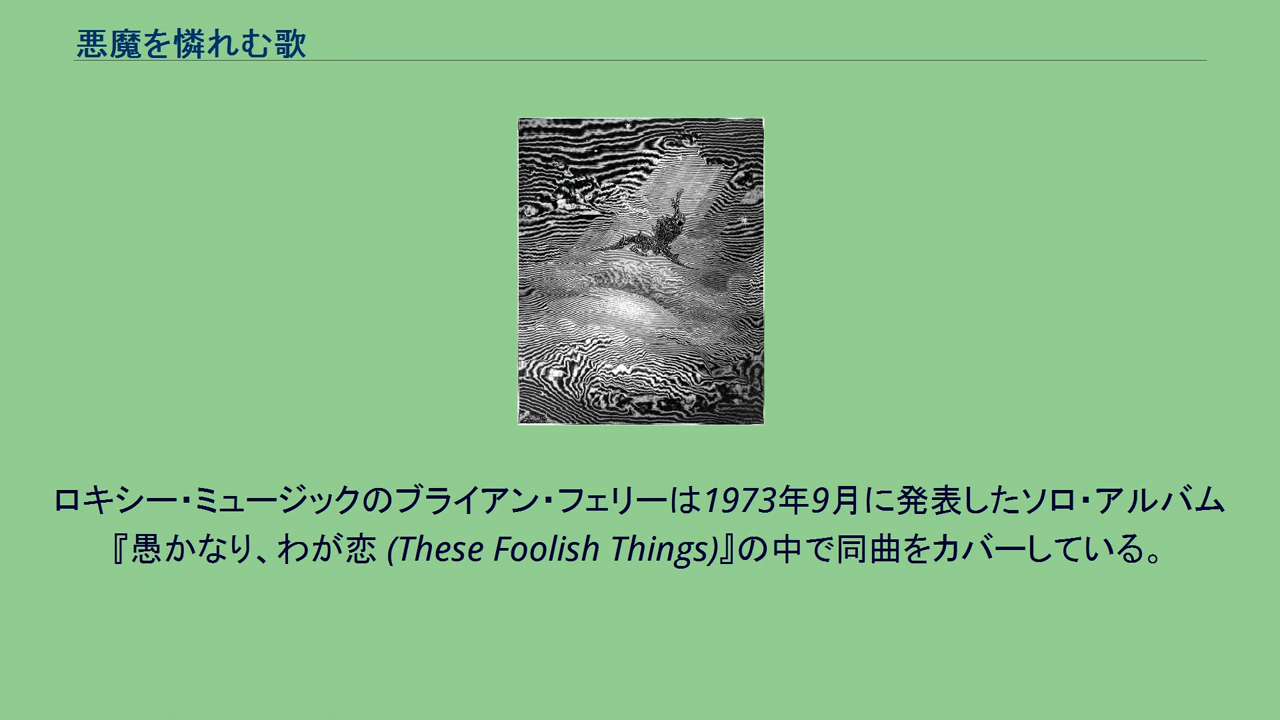 悪魔を憐れむ歌
ロキシー・ミュージックのブライアン・フェリーは1973年9月に発表したソロ・アルバム
『愚かなり、わが恋 (These Foolish Things)』の中で同曲をカバーしている。